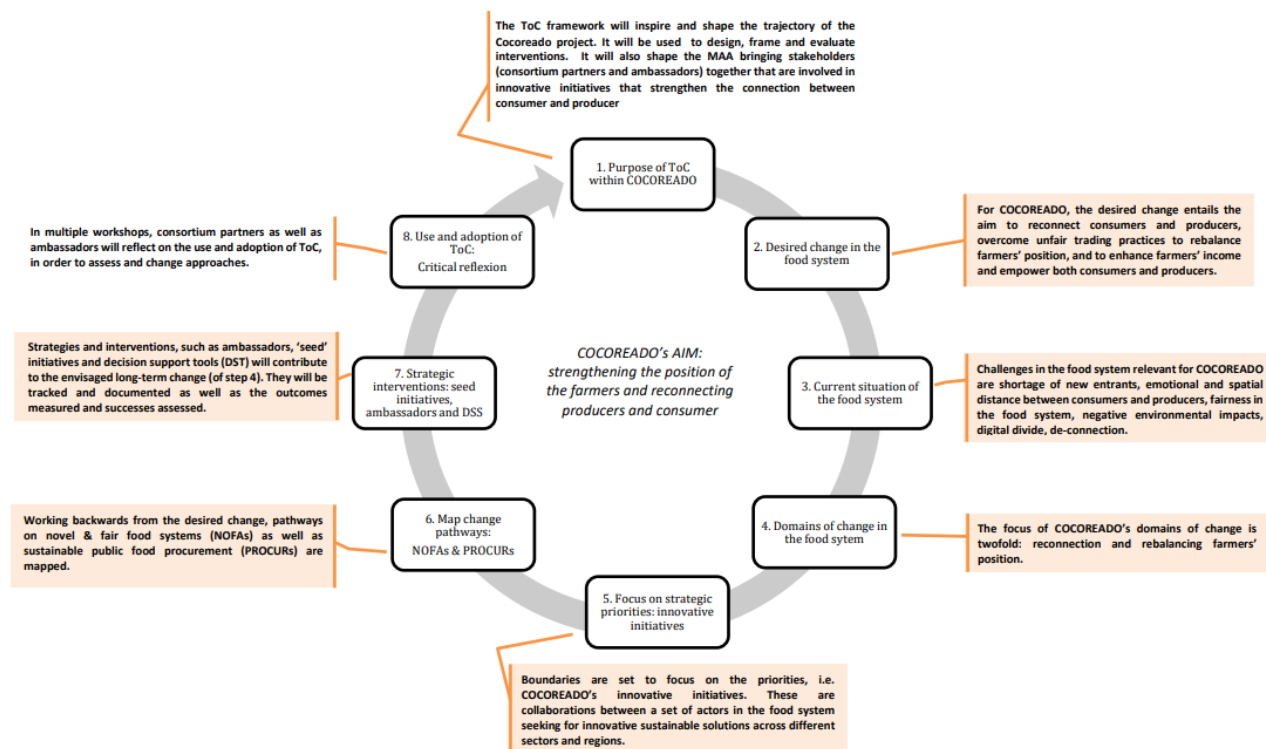 The ToC framework will inspire and shape the trajectory of the
Cocoreado project. It will be used to design, frame and evaluate
interventions. It will also shape the MAA bringing stakeholders
(consortium partners and ambassadors) together that are involved in
innovative initiatives that strengthen the connection between
consumer and producer
1. Purpose of ToC
within COCOREADO
2. Desired change in the
food system
For COCOREADO, the desired change entails the
aim to reconnect consumers and producers,
overcome unfair trading practices to rebalance
farmers' position, and to enhance farmers' income
and empower both consumers and producers.
3. Current situation of
the food system
Challenges in the food system relevant for COCOREADO
are shortage of new entrants, emotional and spatial
distance between consumers and producers, fairness
in the food system, negative environmental impacts,
digital divide, de-connection.
4. Domains of change in
the food sytem
The focus of COCOREADO's domains of change is
twofold: reconnection and rebalancing farmers'
position.
5. Focus on strategic
priorities: innovative
initiatives
Boundaries are set to focus on the priorities, i.e.
COCOREADO's innovative initiatives. These are
collaborations between a set of actors in the food system
seeking for innovative sustainable solutions across different
sectors and regions.
6. Map change
pathways:
NOFAs & PROCURs
Working backwards from the desired change, pathways
on novel & fair food systems (NOFAs) as well as
sustainable public food procurement (PROCURs) are
mapped.
7. Strategic
interventions: seed
initiatives,
ambassadors and DSS
Strategies and interventions, such as ambassadors, 'seed'
initiatives and decision support tools (DST) will contribute
to the envisaged long-term change (of step 4). They will be
tracked and documented as well as the outcomes
measured and successes assessed.
8. Use and adoption of
ToC:
Critical reflexion
In multiple workshops, consortium partners as well as
ambassadors will reflect on the use and adoption of ToC,
in order to assess and change approaches.
COCOREADO's AIM:
strengthening the position of
the farmers and reconnecting
producers and consumer